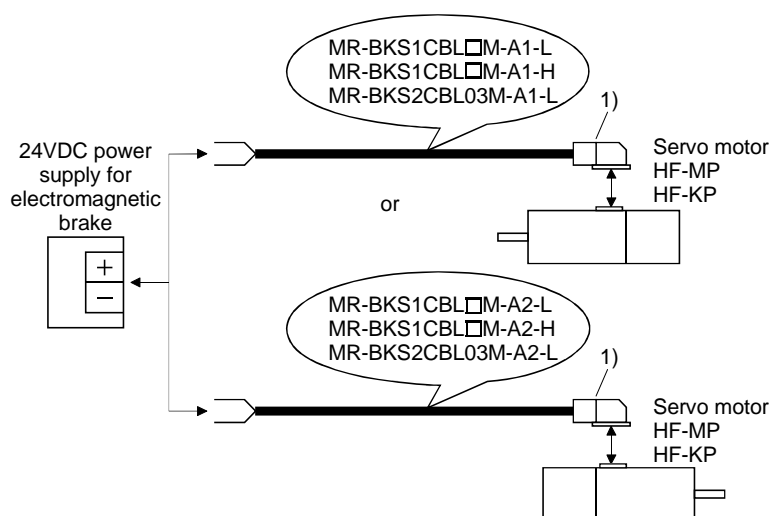 MR-BKS1CBL□M-A1-L
MR-BKS1CBL□M-A1-H
MR-BKS2CBL03M-A1-L
1)
24VDC power
supply for
electromagnetic
brake
Servo motor
HF-MP
HF-KP
or
+
−
MR-BKS1CBL□M-A2-L
MR-BKS1CBL□M-A2-H
MR-BKS2CBL03M-A2-L
1)
Servo motor
HF-MP
HF-KP